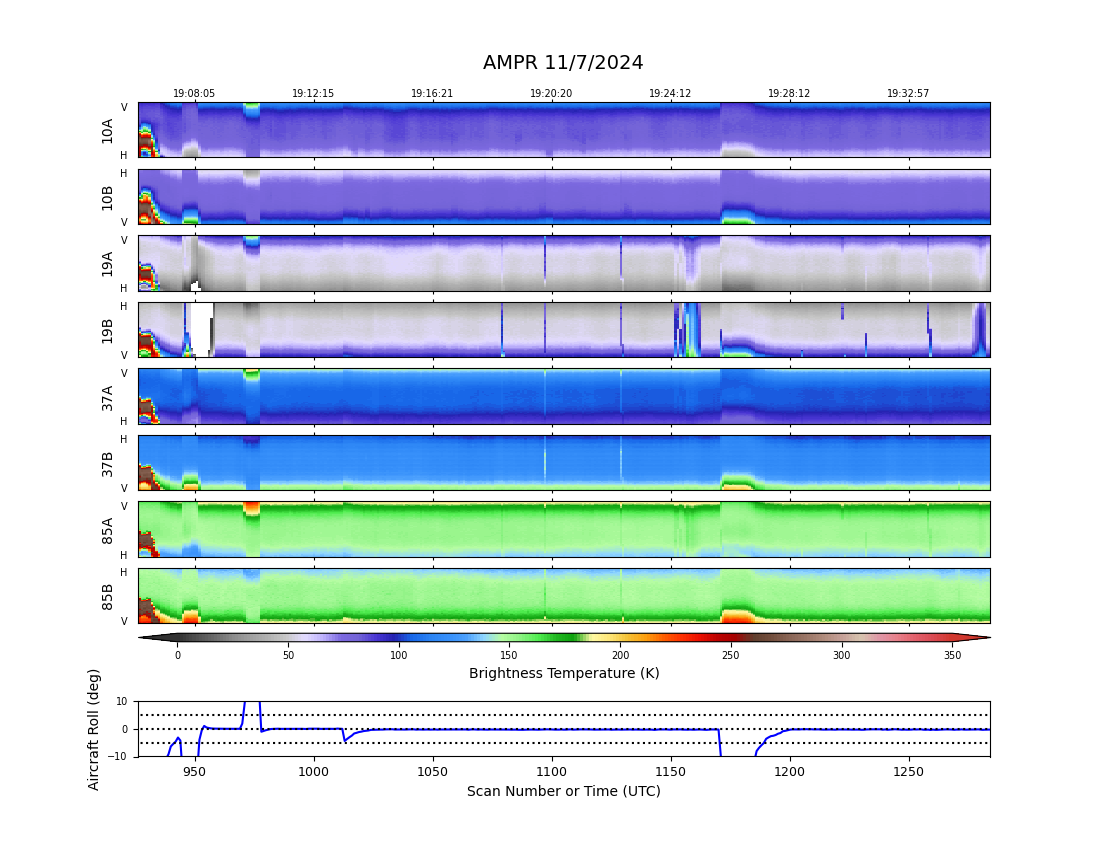 AMPR 11/7/2024
19:08:05 19:12:15 19:16:21 19:20:20 19:24:12 19:28:12 19:32:57
V
10A
H
H
10B
V
V
19A
H
H
19B
V
V
37A
H
H
37B
V
V
85A
H
H
85B
V
0 50 100 150 200 250 300 350
Brightness Temperature (K)
Aircraft Roll (deg)
10
0
−10
950 1000 1050 1100 1150 1200 1250
Scan Number or Time (UTC)